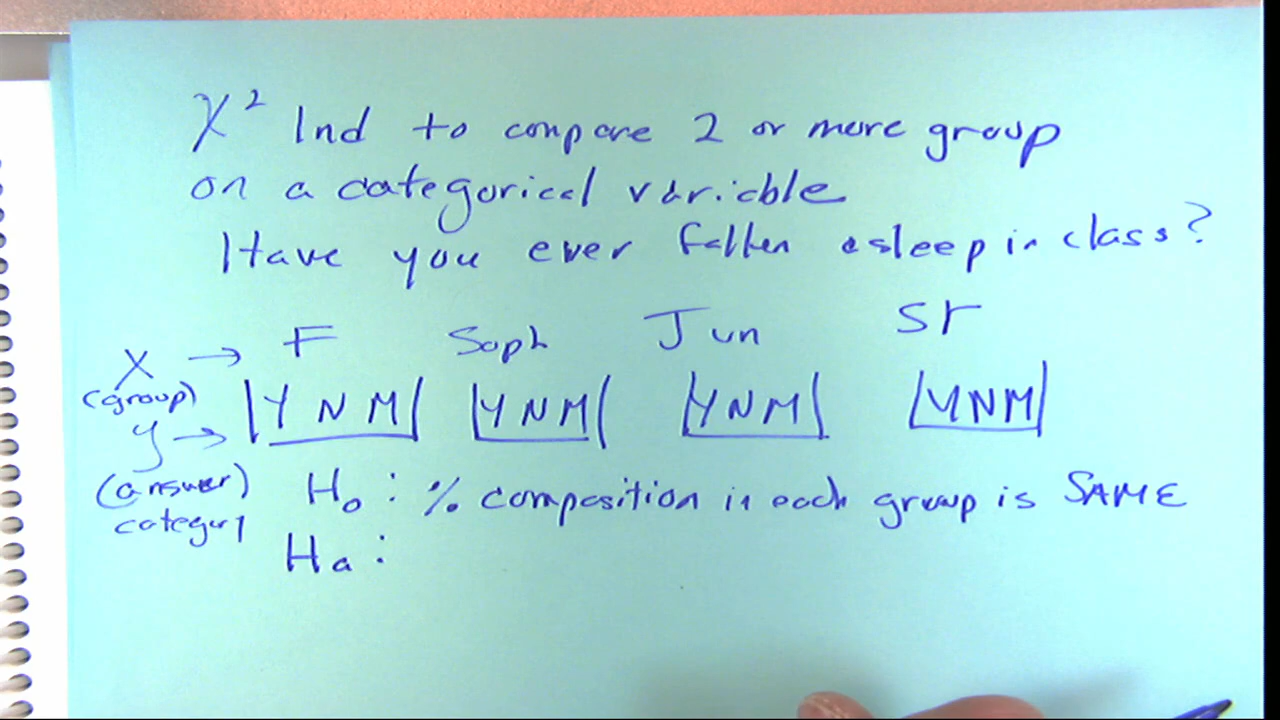 χ² Ind to compare 2 or more group
on a categorical variable
Have you ever fallen asleep in class?
X → F Soph Jun Sr
(group) |Y N M| |Y N M| |Y N M| |Y N M|
y →
(answer) H₀ : % composition in each group is SAME
category
Ha :